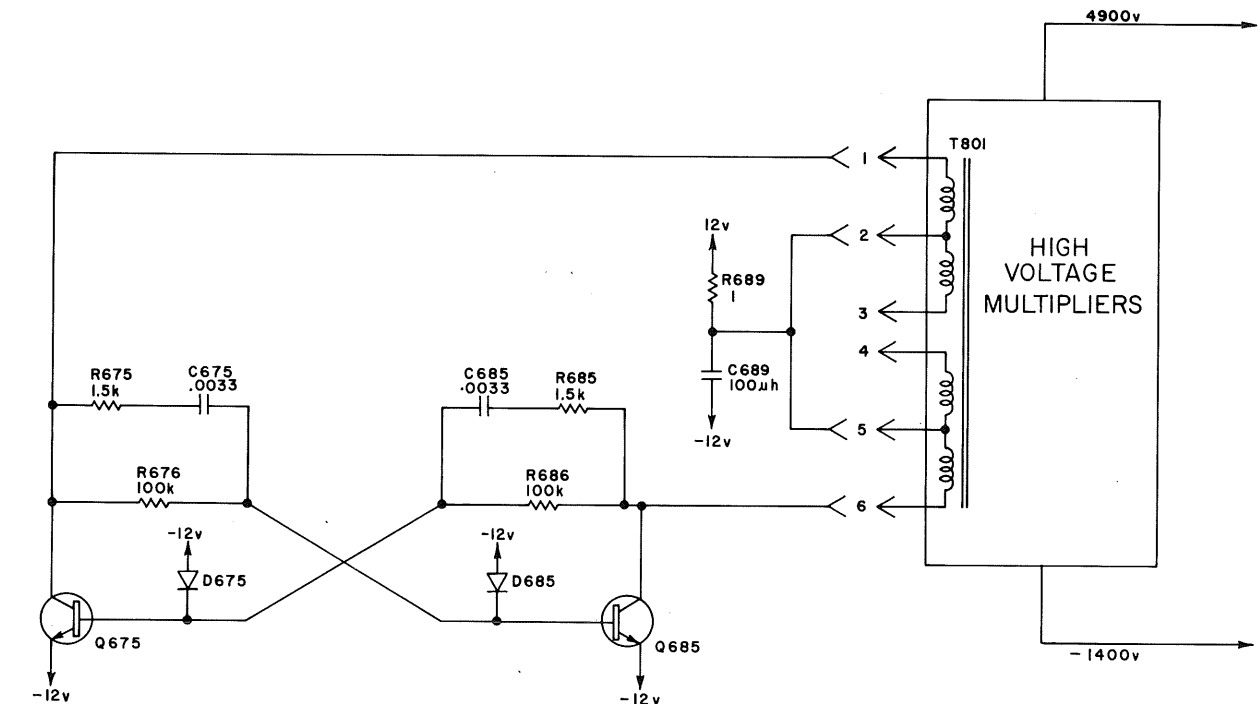 4900v
T801
1
2
3
4
5
6
HIGH
VOLTAGE
MULTIPLIERS
12v
R689
1
C689
100µh
-12v
R675
1.5k
C675
.0033
C685
.0033
R685
1.5k
R676
100k
R686
100k
-12v
D675
-12v
D685
Q675
-12v
Q685
-12v
-1400v